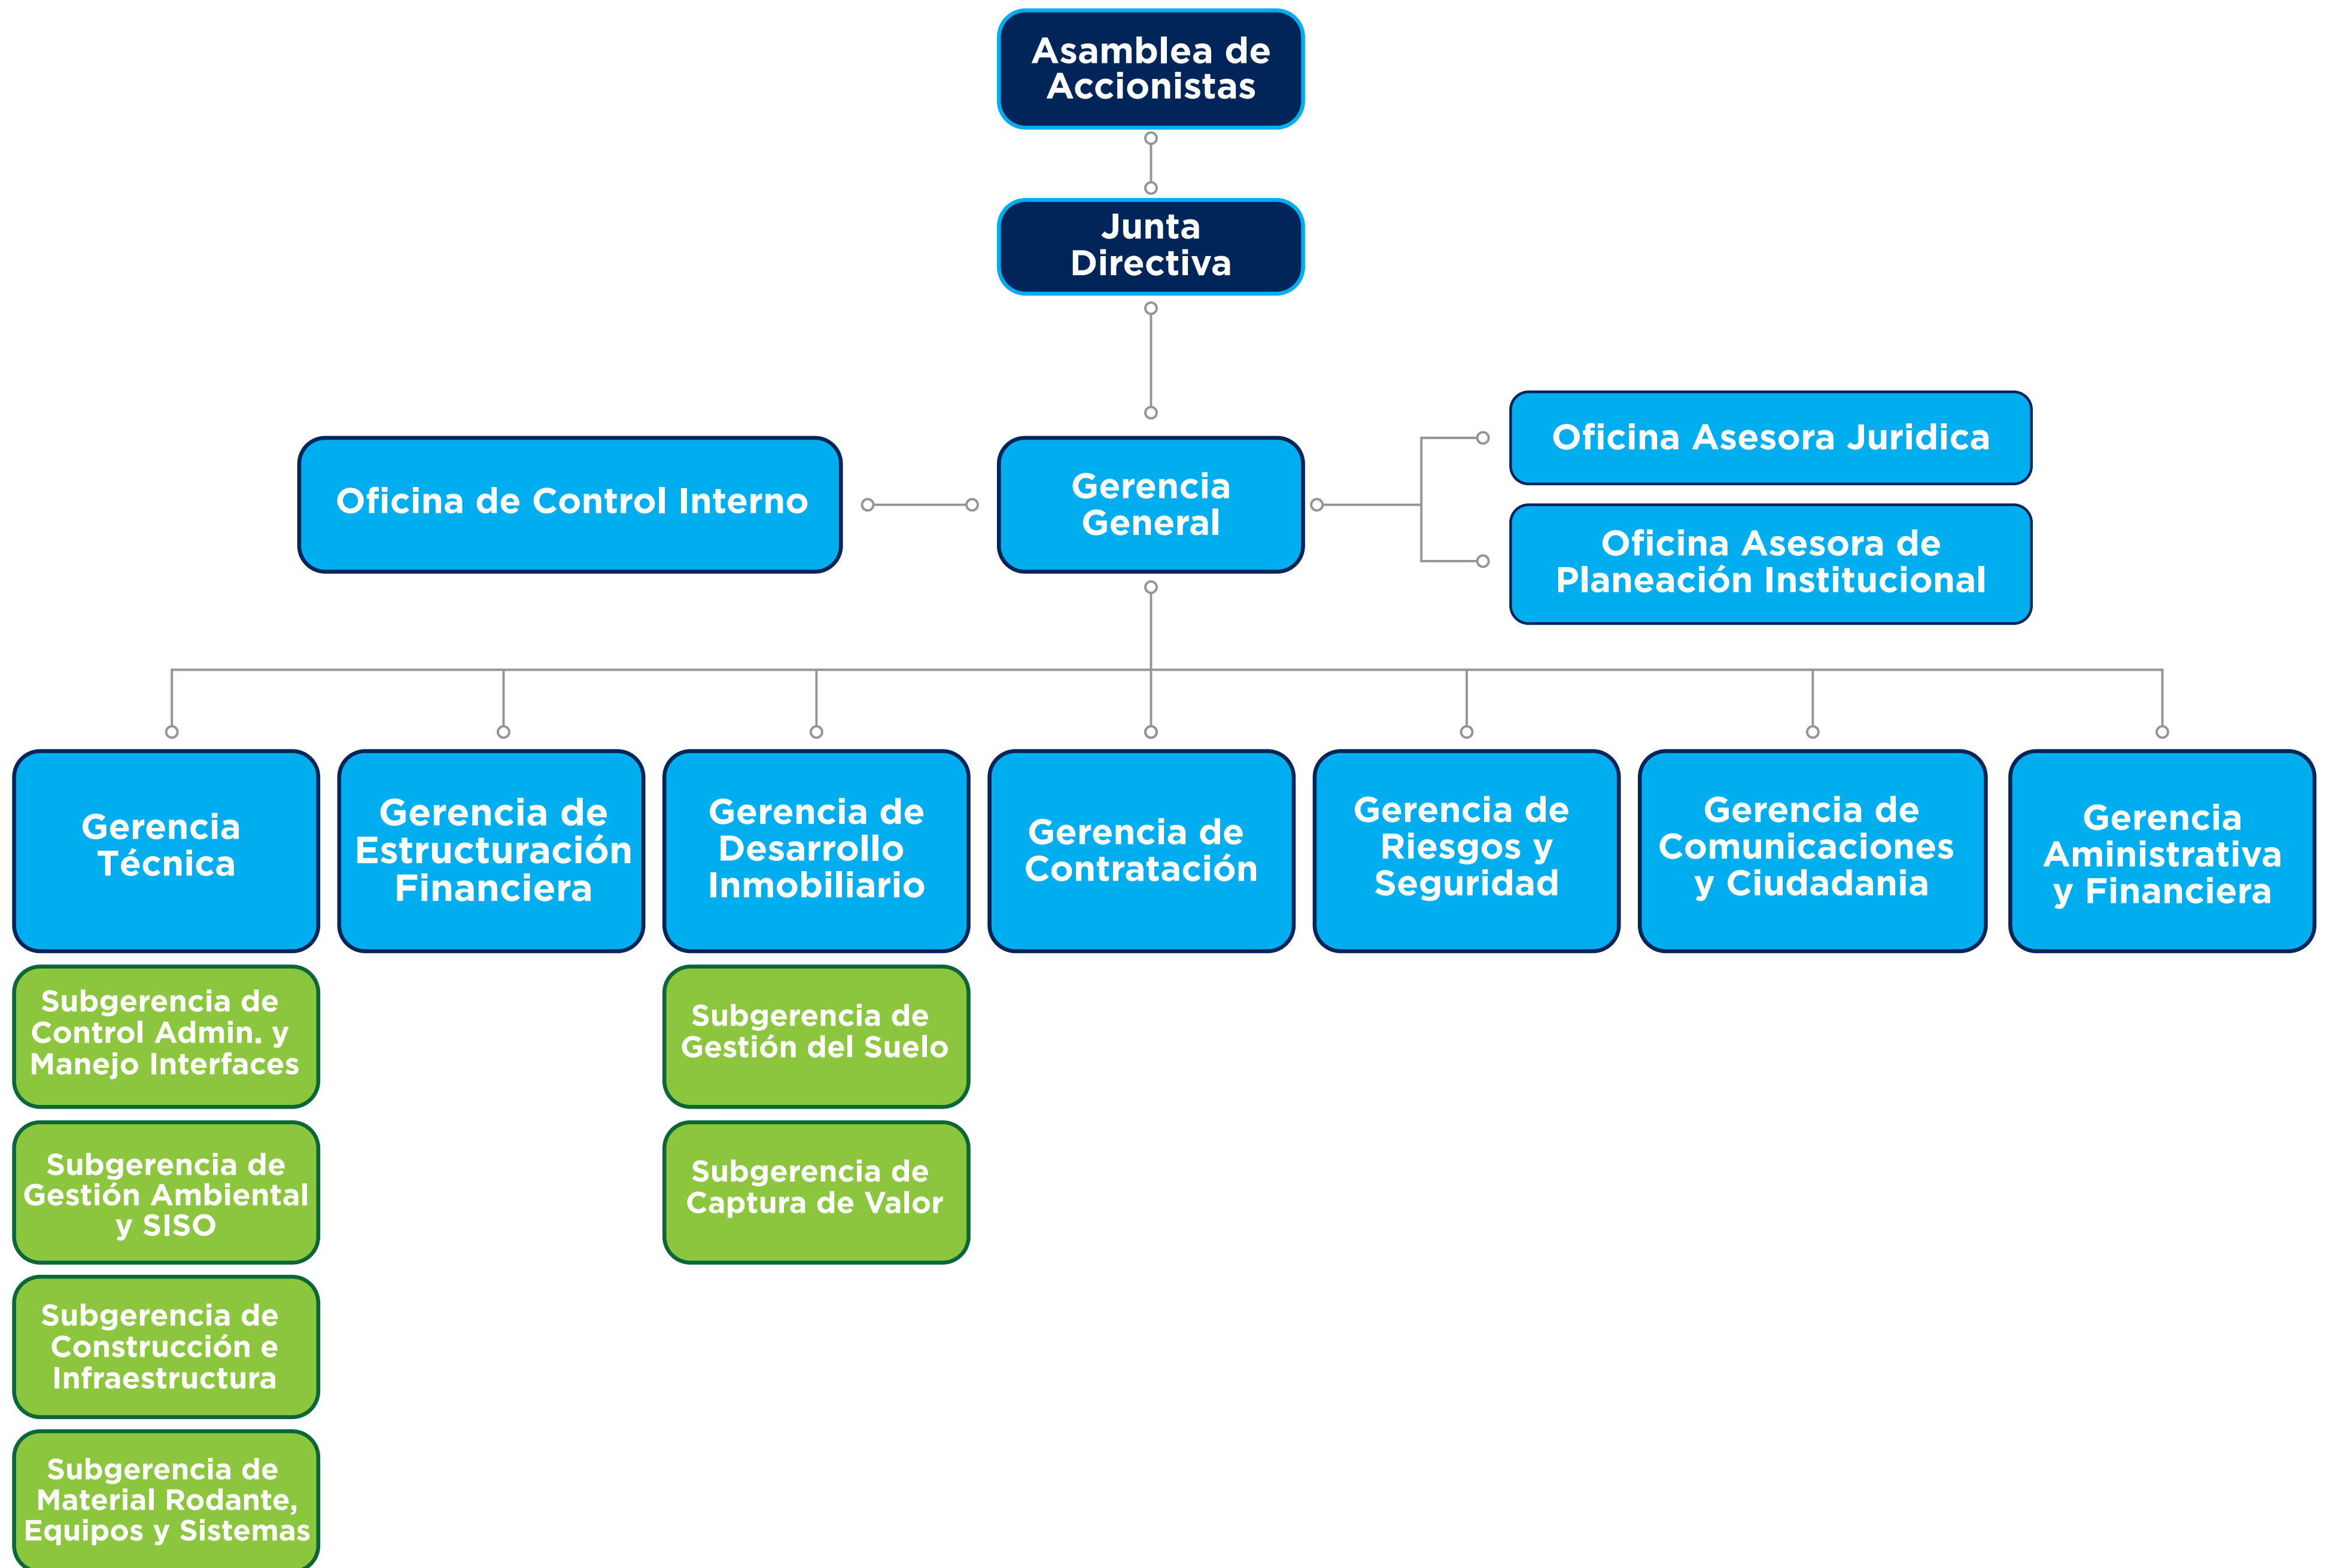 Asamblea de
Accionistas
Junta
Directiva
Oficina de Control Interno
Gerencia
General
Oficina Asesora Juridica
Oficina Asesora de
Planeación Institucional
Gerencia
Técnica
Gerencia de
Estructuración
Financiera
Gerencia de
Desarrollo
Inmobiliario
Gerencia de
Contratación
Gerencia de
Riesgos y
Seguridad
Gerencia de
Comunicaciones
y Ciudadania
Gerencia
Aministrativa
y Financiera
Subgerencia de
Control Admin. y
Manejo Interfaces
Subgerencia de
Gestión Ambiental
y SISO
Subgerencia de
Construcción e
Infraestructura
Subgerencia de
Material Rodante,
Equipos y Sistemas
Subgerencia de
Gestión del Suelo
Subgerencia de
Captura de Valor